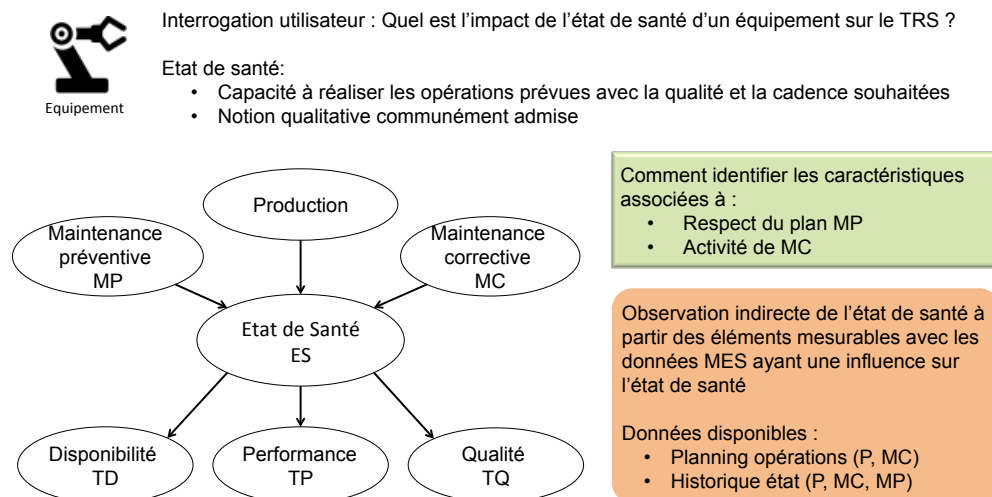 Interrogation utilisateur : Quel est l’impact de l’état de santé d’un équipement sur le TRS ?
Equipement
Etat de santé:
• Capacité à réaliser les opérations prévues avec la qualité et la cadence souhaitées
• Notion qualitative communément admise
Production
Maintenance
préventive
MP
Maintenance
corrective
MC
Etat de Santé
ES
Disponibilité
TD
Performance
TP
Qualité
TQ
Comment identifier les caractéristiques
associées à :
• Respect du plan MP
• Activité de MC
Observation indirecte de l’état de santé à
partir des éléments mesurables avec les
données MES ayant une influence sur
l’état de santé
Données disponibles :
• Planning opérations (P, MC)
• Historique état (P, MC, MP)